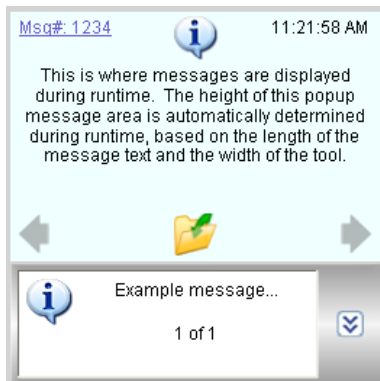 Msg#: 1234
11:21:58 AM
This is where messages are displayed
during runtime. The height of this popup
message area is automatically determined
during runtime, based on the length of the
message text and the width of the tool.
Example message...
1 of 1